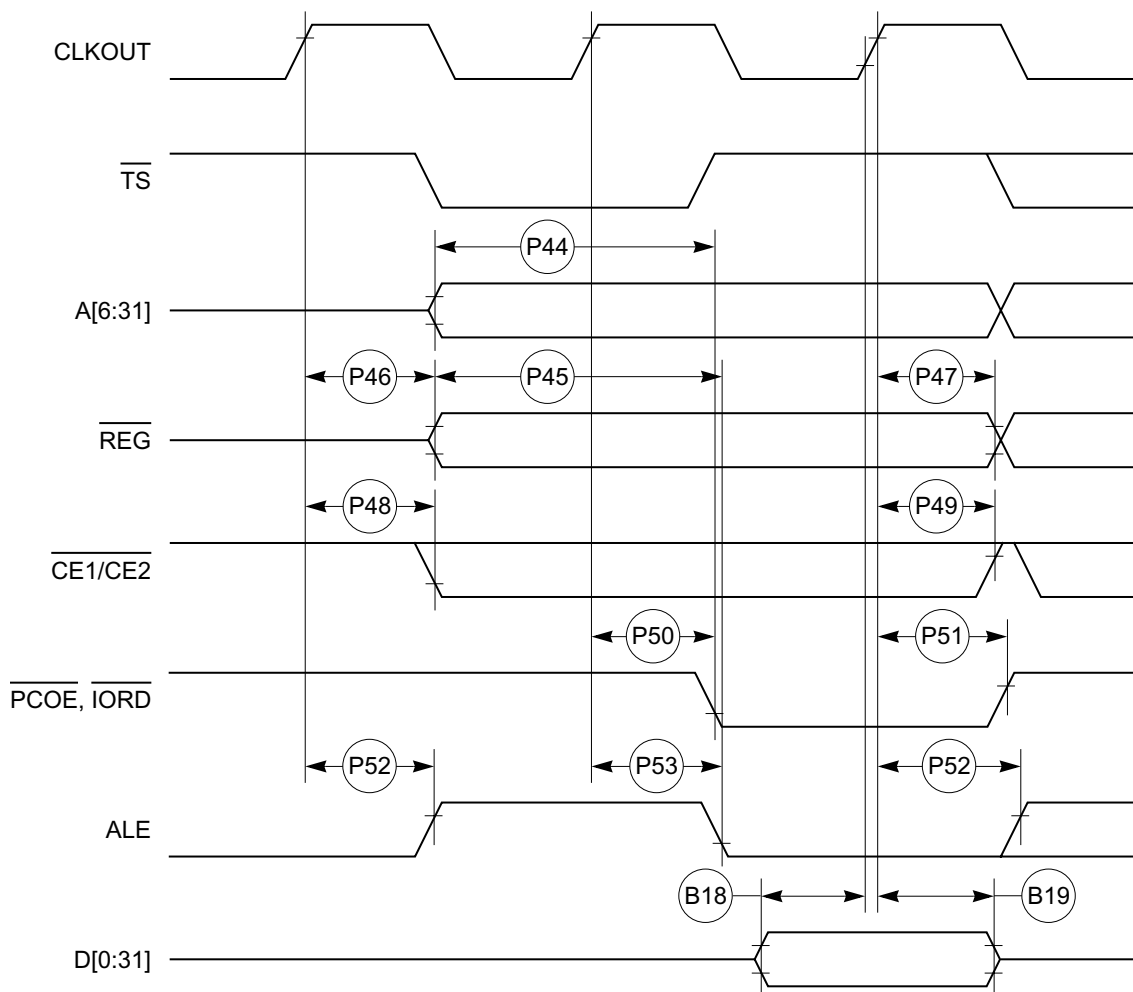 CLKOUT
TS
P44
A[6:31]
P46 P45 P47
REG
P48 P49
CE1/CE2
P50 P51
PCOE, IORD
P52 P53 P52
ALE
B18 B19
D[0:31]